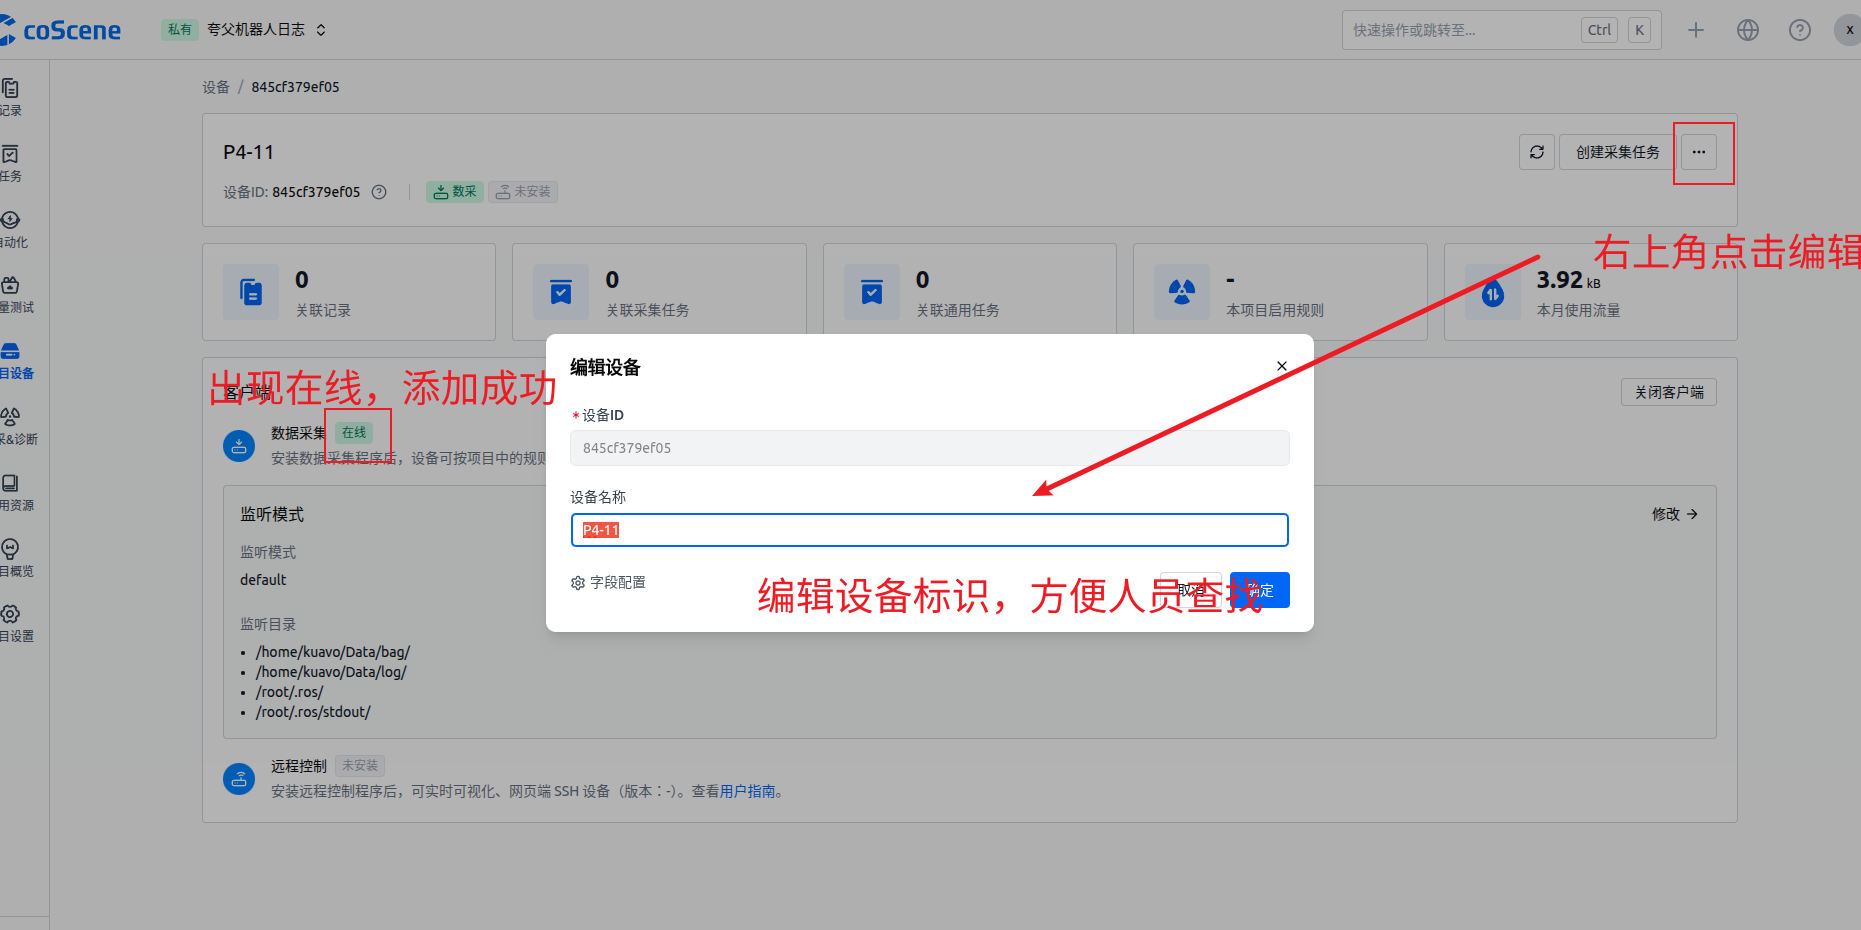 coScene
私有
夸父机器人日志
快速操作或跳转至...
Ctrl
K
X
记录
任务
自动化
量测试
目设备
采&诊断
用资源
目概览
目设置
设备 / 845cf379ef05
P4-11
创建采集任务
...
设备ID: 845cf379ef05
数采
未安装
右上角点击编辑
0
关联记录
0
关联采集任务
0
关联通用任务
-
本项目启用规则
3.92 kB
本月使用流量
出现在线，添加成功
客户端
关闭客户端
数据采集
在线
安装数据采集程序后，设备可按项目中的规则
监听模式
修改
监听模式
default
监听目录
• /home/kuavo/Data/bag/
• /home/kuavo/Data/log/
• /root/.ros/
• /root/.ros/stdout/
远程控制
未安装
安装远程控制程序后，可实时可视化、网页端 SSH 设备（版本：-）。查看用户指南。
编辑设备
* 设备ID
845cf379ef05
设备名称
P4-11
字段配置
编辑设备标识，方便人员查找
取消
确定